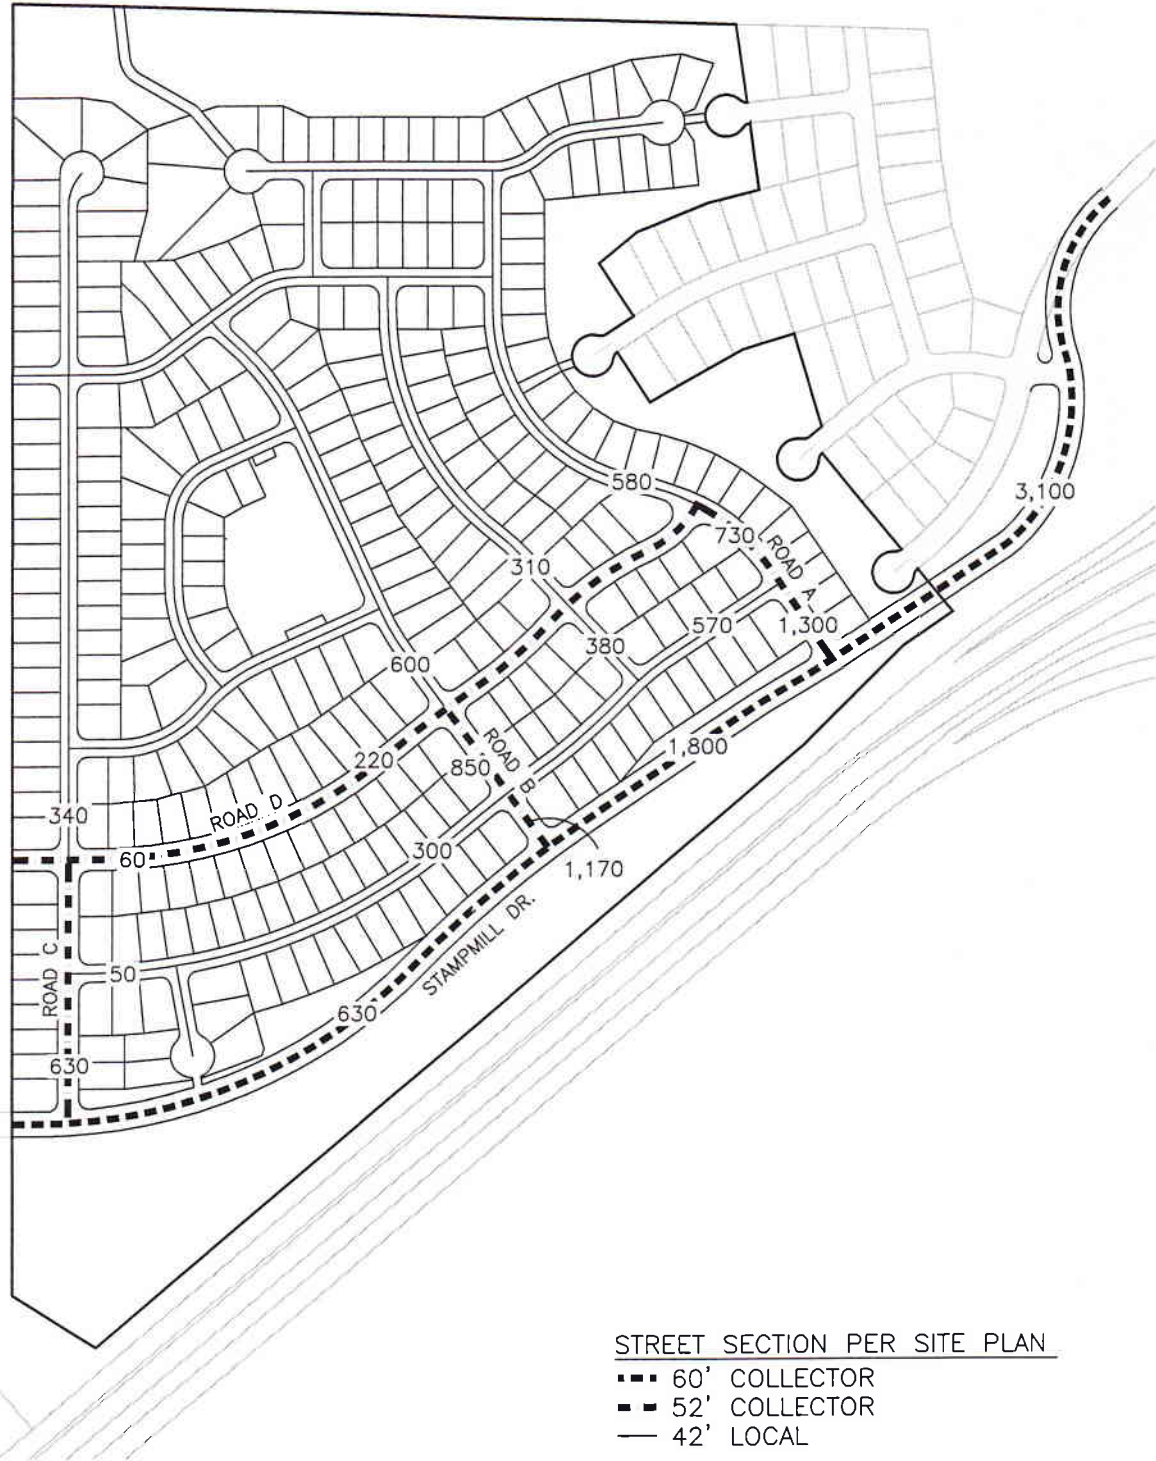 580
3,100
730
ROAD A
310
570
1,300
380
600
ROAD B
1,800
220
850
ROAD D
340
60
300
1,170
STAMPMILL DR.
ROAD C
50
630
630
STREET SECTION PER SITE PLAN
60' COLLECTOR
52' COLLECTOR
42' LOCAL